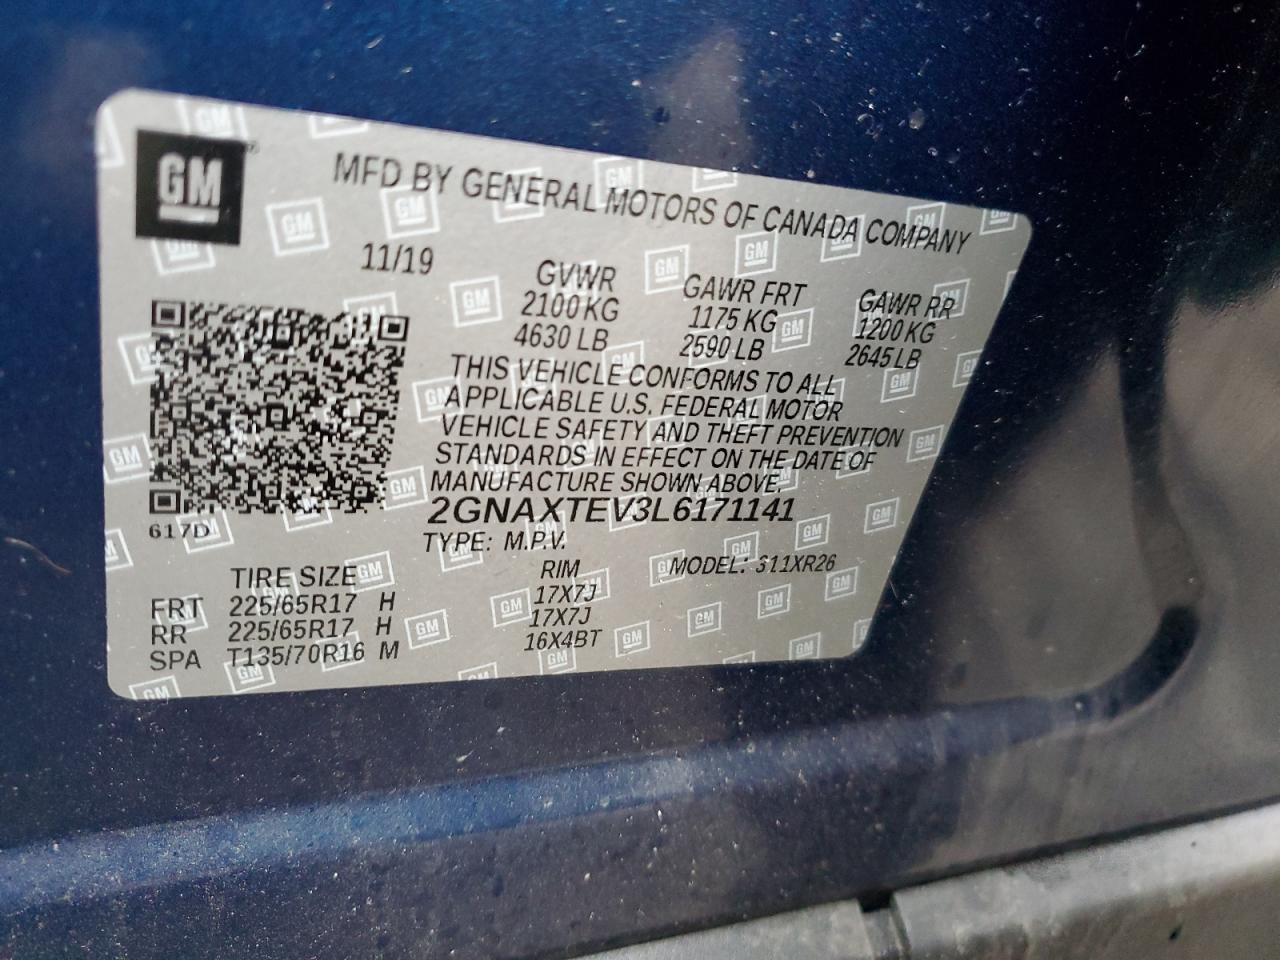 GM
MFD BY GENERAL MOTORS OF CANADA COMPANY
11/19
GVWR GAWR FRT GAWR RR
2100 KG 1175 KG 1200 KG
4630 LB 2590 LB 2645 LB
THIS VEHICLE CONFORMS TO ALL
APPLICABLE U.S. FEDERAL MOTOR
VEHICLE SAFETY AND THEFT PREVENTION
STANDARDS IN EFFECT ON THE DATE OF
MANUFACTURE SHOWN ABOVE.
2GNAXTEV3L6171141
617D
TYPE: M.P.V.
MODEL: S11XR26
TIRE SIZE RIM
FRT 225/65R17 H 17X7J
RR 225/65R17 H 17X7J
SPA T135/70R16 M 16X4BT